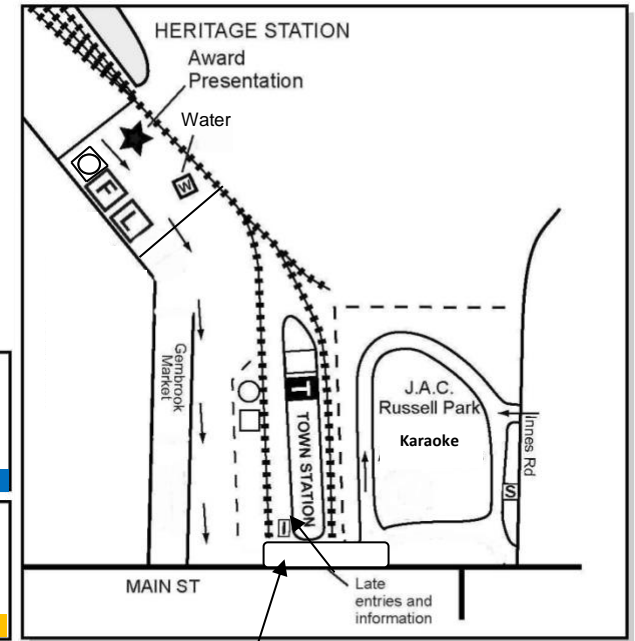 HERITAGE STATION
Award
Presentation
Water
W
F
L
Gembrook
Market
T
TOWN STATION
J.A.C.
Russell Park
Karaoke
Innes Rd
S
I
MAIN ST
Late
entries and
information